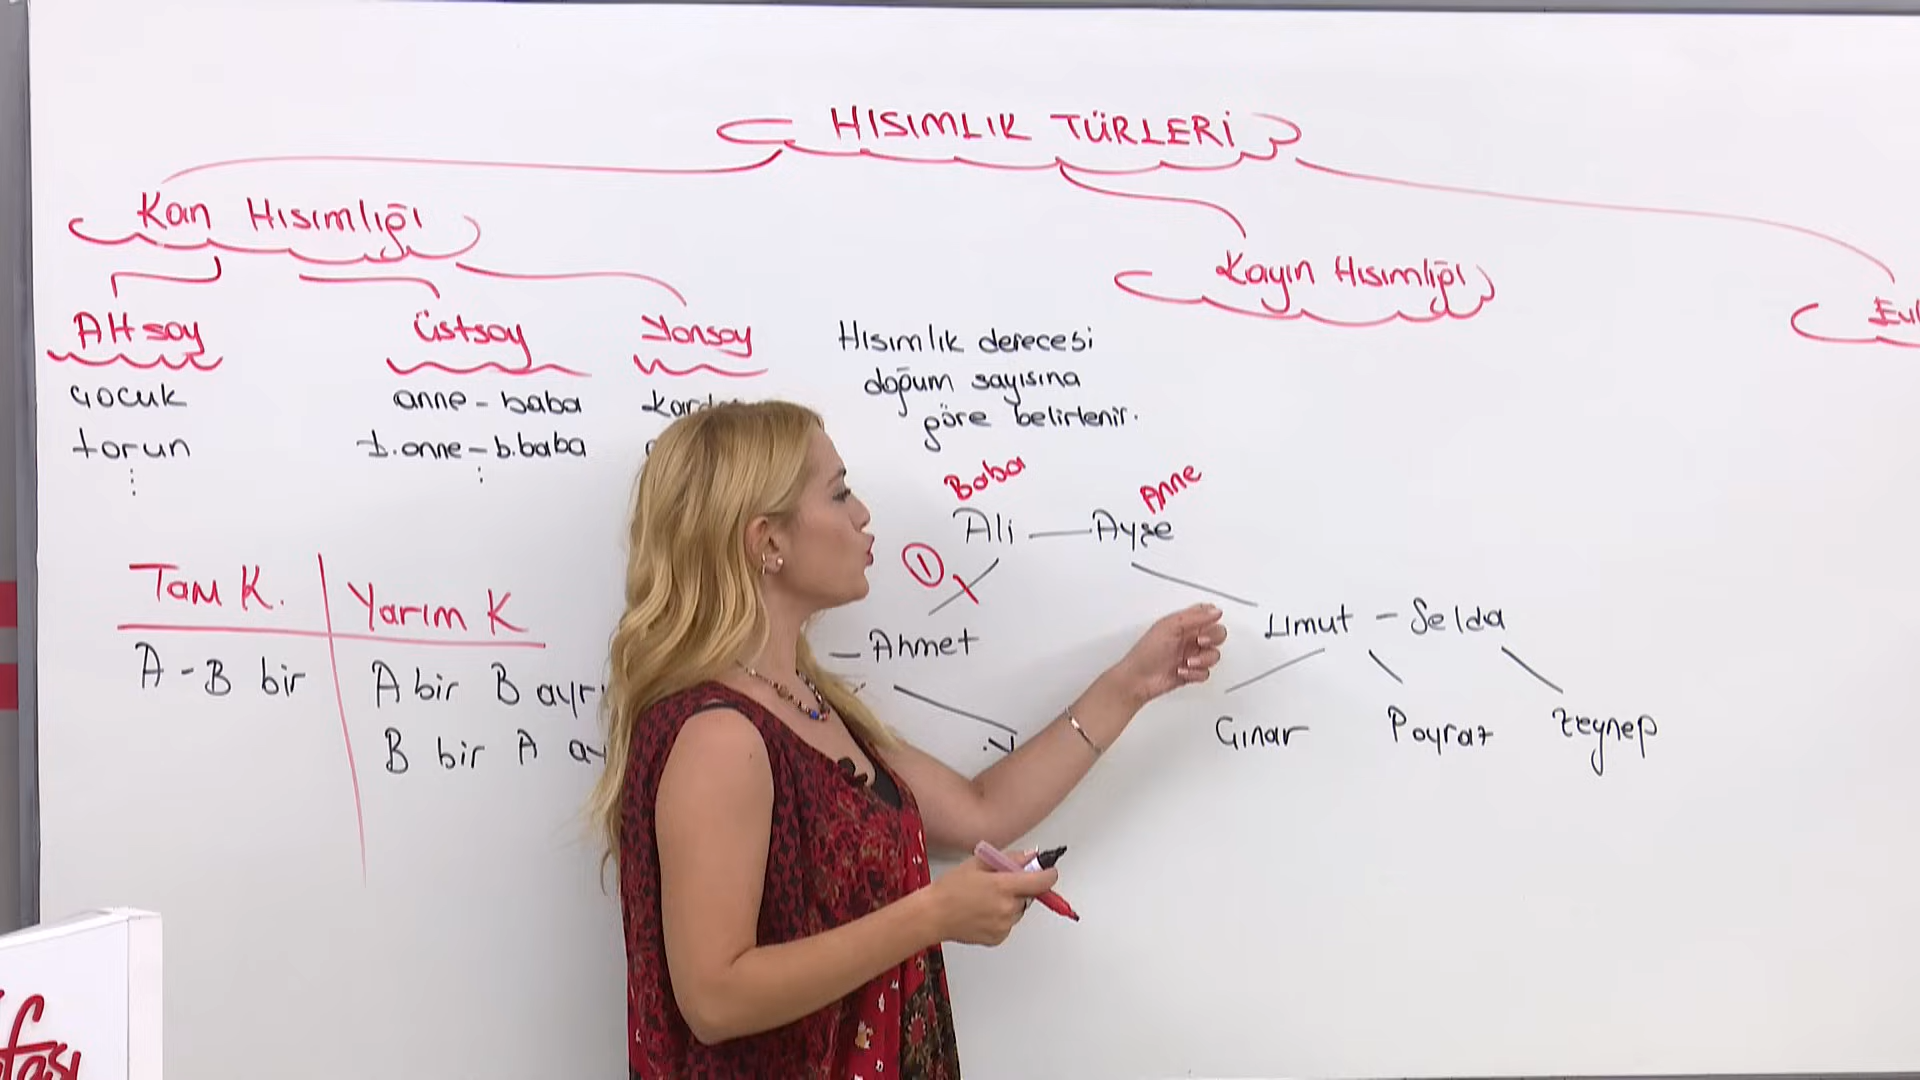 HISIMLIK TÜRLERİ
Kan Hısımlığı
Kayın Hısımlığı
Altsoy
Üstsoy
Yansoy
çocuk
anne - baba
torun
b.anne - b.baba
Hısımlık derecesi
doğum sayısına
göre belirlenir.
Baba
Anne
Ali — Ayşe
1
Ahmet
Umut - Selda
Çınar
Poyraz
Zeynep
Tam K.
Yarım K
A - B bir
A bir B ayrı
B bir A